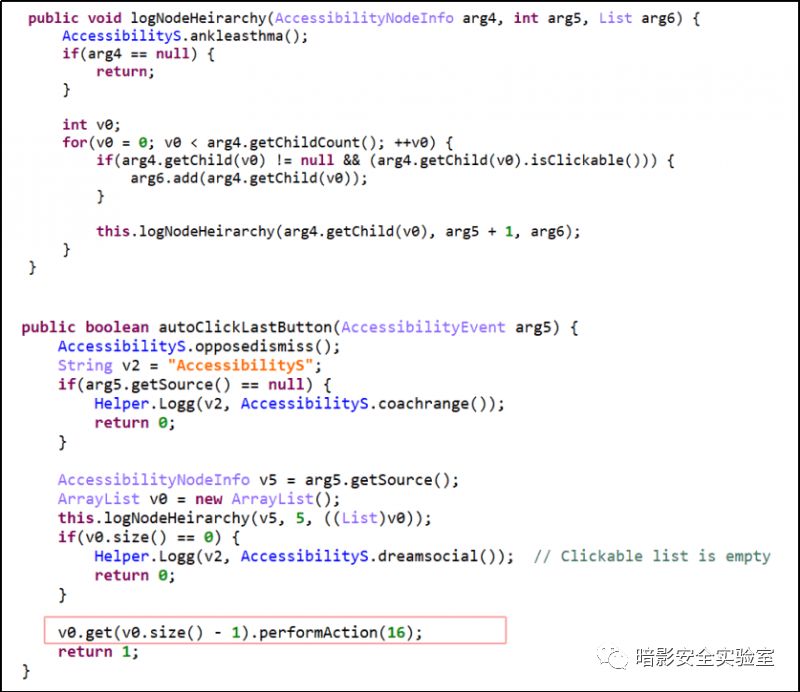 public void logNodeHeirarchy(AccessibilityNodeInfo arg4, int arg5, List arg6) {
AccessibilityS.ankleasthma();
if(arg4 == null) {
return;
}
int v0;
for(v0 = 0; v0 < arg4.getChildCount(); ++v0) {
if(arg4.getChild(v0) != null && (arg4.getChild(v0).isClickable())) {
arg6.add(arg4.getChild(v0));
}
this.logNodeHeirarchy(arg4.getChild(v0), arg5 + 1, arg6);
}
}
public boolean autoClickLastButton(AccessibilityEvent arg5) {
AccessibilityS.opposedismiss();
String v2 = "AccessibilityS";
if(arg5.getSource() == null) {
Helper.Logg(v2, AccessibilityS.coachrange());
return 0;
}
AccessibilityNodeInfo v5 = arg5.getSource();
ArrayList v0 = new ArrayList();
this.logNodeHeirarchy(v5, 5, ((List)v0));
if(v0.size() == 0) {
Helper.Logg(v2, AccessibilityS.dreamsocial());  // Clickable list is empty
return 0;
}
v0.get(v0.size() - 1).performAction(16);
return 1;
}
暗影安全实验室